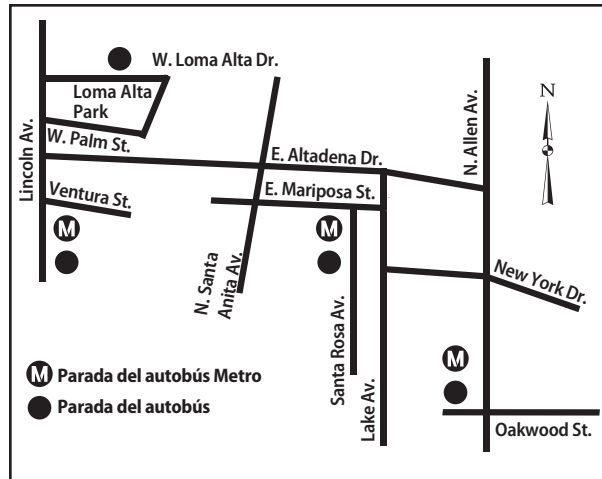 W. Loma Alta Dr.
Loma Alta
Park
W. Palm St.
Lincoln Av.
Ventura St.
M
E. Altadena Dr.
E. Mariposa St.
N. Allen Av.
N
M
N. Santa
Anita Av.
New York Dr.
Santa Rosa Av.
Lake Av.
M
M Parada del autobús Metro
Parada del autobús
Oakwood St.